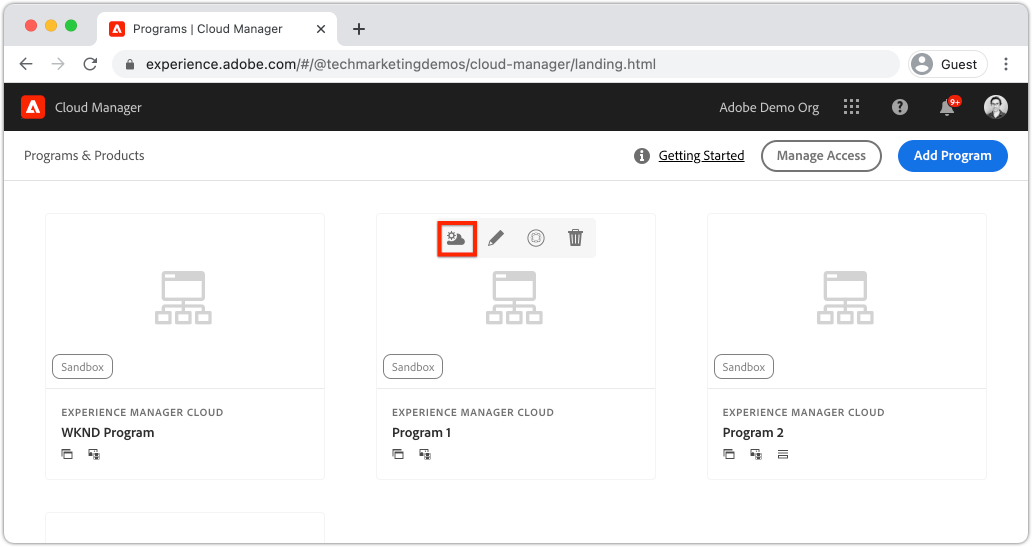 Programs | Cloud Manager
experience.adobe.com/#/@techmarketingdemos/cloud-manager/landing.html
Guest
Cloud Manager
Adobe Demo Org
9+
Programs & Products
Getting Started
Manage Access
Add Program
Sandbox
Sandbox
Sandbox
EXPERIENCE MANAGER CLOUD
WKND Program
EXPERIENCE MANAGER CLOUD
Program 1
EXPERIENCE MANAGER CLOUD
Program 2